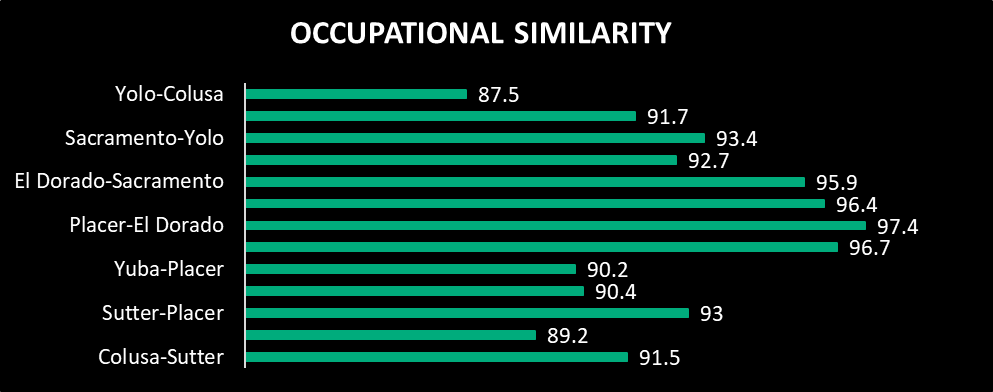 OCCUPATIONAL SIMILARITY
Yolo-Colusa 87.5
91.7
Sacramento-Yolo 93.4
92.7
El Dorado-Sacramento 95.9
96.4
Placer-El Dorado 97.4
96.7
Yuba-Placer 90.2
90.4
Sutter-Placer 93
89.2
Colusa-Sutter 91.5